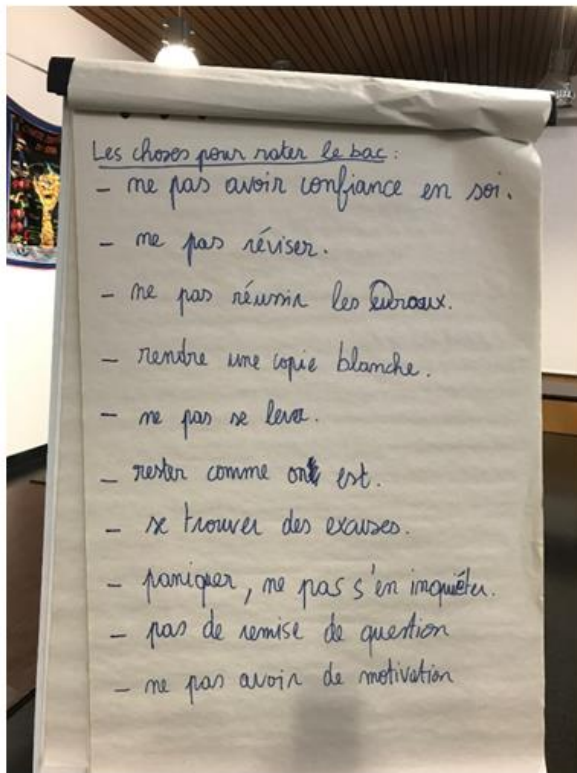 Les choses pour rater le bac :
- ne pas avoir confiance en soi.
- ne pas réviser.
- ne pas réussir les
- rendre une copie blanche.
- ne pas se lever.
- rester comme on est.
- se trouver des excuses.
- paniquer, ne pas s'en inquiéter.
- pas de remise de question
- ne pas avoir de motivation